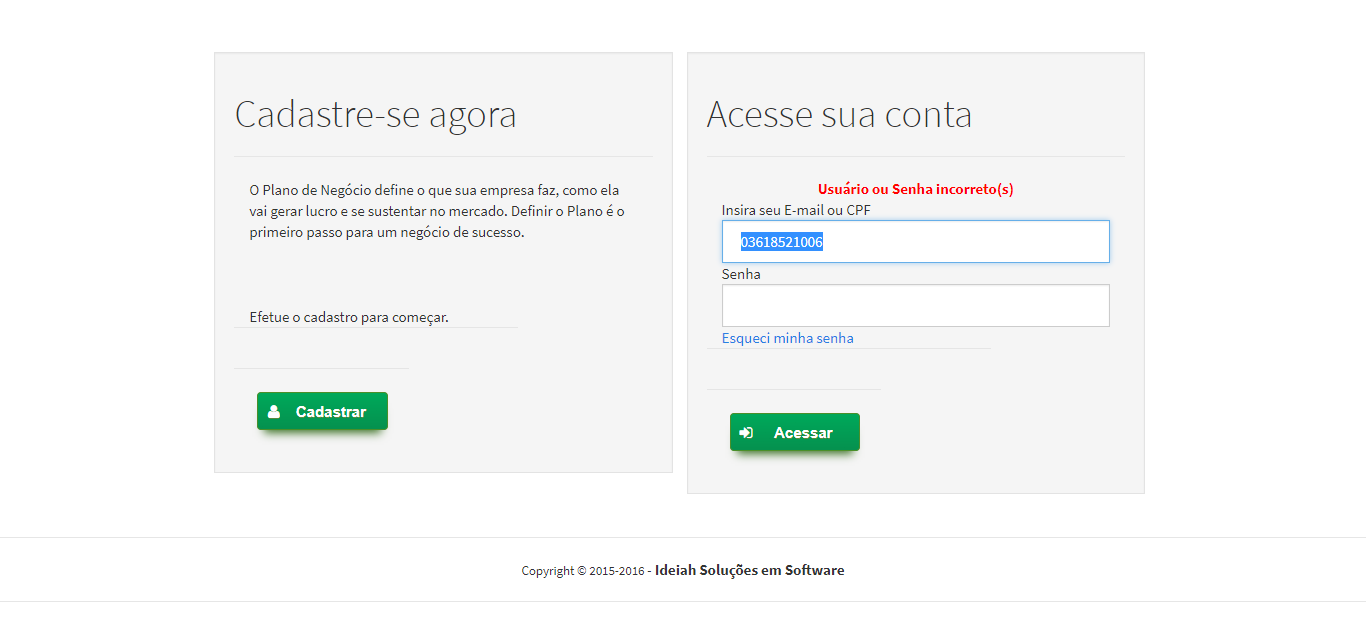 Cadastre-se agora
O Plano de Negócio define o que sua empresa faz, como ela
vai gerar lucro e se sustentar no mercado. Definir o Plano é o
primeiro passo para um negócio de sucesso.
Efetue o cadastro para começar.
Cadastrar
Acesse sua conta
Usuário ou Senha incorreto(s)
Insira seu E-mail ou CPF
03618521006
Senha
Esqueci minha senha
Acessar
Copyright © 2015-2016 - Ideiah Soluções em Software